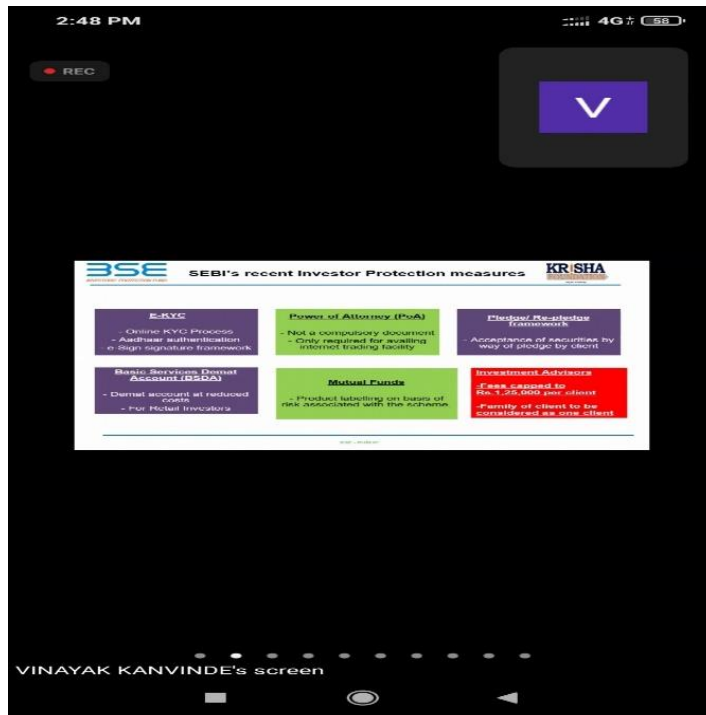 2:48 PM
4G
58
REC
V
BSE
SEBI's recent Investor Protection measures
KRISHA
FOUNDATION
E-KYC
- Online KYC Process
- Aadhaar authentication
- e-Sign signature framework
Power of Attorney (PoA)
- Not a compulsory document
- Only required for availing
internet trading facility
Pledge/ Re-pledge
framework
- Acceptance of securities by
way of pledge by client
Basic Services Demat
Account (BSDA)
- Demat account at reduced
costs
- For Retail Investors
Mutual Funds
- Product labelling on basis of
risk associated with the scheme
Investment Advisors
-Fees capped to
Rs.1,25,000 per client
-Family of client to be
considered as one client
VINAYAK KANVINDE's screen